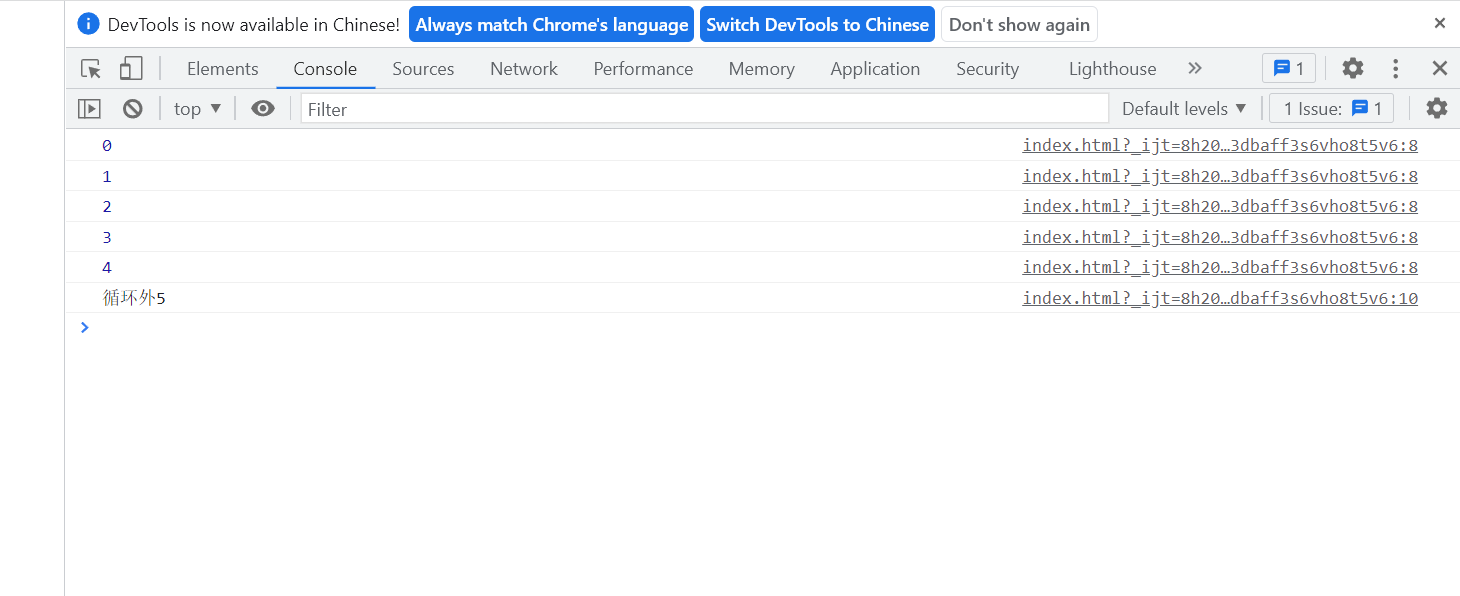 DevTools is now available in Chinese! Always match Chrome's language Switch DevTools to Chinese Don't show again
Elements Console Sources Network Performance Memory Application Security Lighthouse 1
top Filter Default levels 1 Issue: 1
0 index.html?_ijt=8h20…3dbaff3s6vho8t5v6:8
1 index.html?_ijt=8h20…3dbaff3s6vho8t5v6:8
2 index.html?_ijt=8h20…3dbaff3s6vho8t5v6:8
3 index.html?_ijt=8h20…3dbaff3s6vho8t5v6:8
4 index.html?_ijt=8h20…3dbaff3s6vho8t5v6:8
循环外5 index.html?_ijt=8h20…dbaff3s6vho8t5v6:10